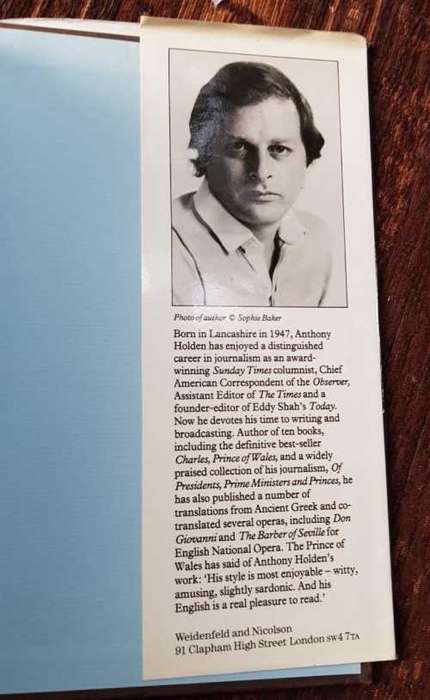 Photo of author © Sophie Baker
Born in Lancashire in 1947, Anthony
Holden has enjoyed a distinguished
career in journalism as an award-
winning Sunday Times columnist, Chief
American Correspondent of the Observer,
Assistant Editor of The Times and a
founder-editor of Eddy Shah's Today.
Now he devotes his time to writing and
broadcasting. Author of ten books,
including the definitive best-seller
Charles, Prince of Wales, and a widely
praised collection of his journalism, Of
Presidents, Prime Ministers and Princes, he
has also published a number of
translations from Ancient Greek and co-
translated several operas, including Don
Giovanni and The Barber of Seville for
English National Opera. The Prince of
Wales has said of Anthony Holden's
work: 'His style is most enjoyable – witty,
amusing, slightly sardonic. And his
English is a real pleasure to read.'
Weidenfeld and Nicolson
91 Clapham High Street London SW4 7TA